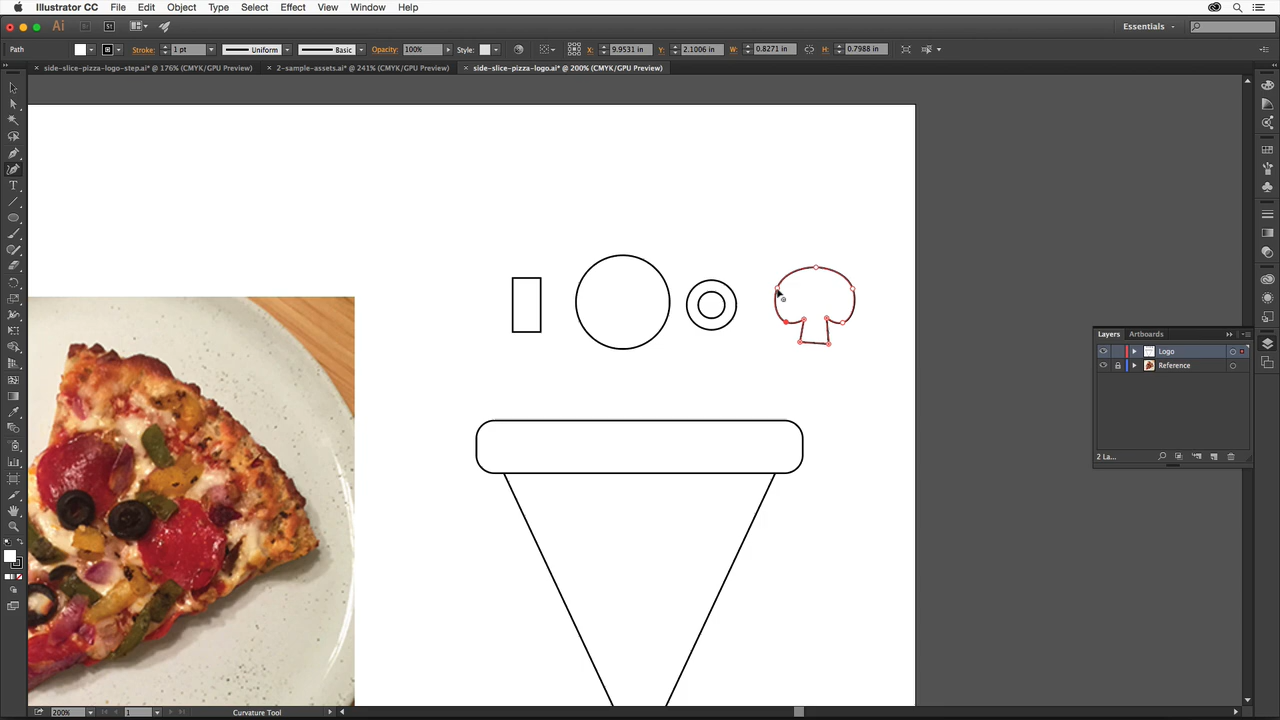 Illustrator CC File Edit Object Type Select Effect View Window Help
Ai St Essentials
Path Stroke: 1 pt Uniform Basic Opacity: 100% Style: X: 9.9531 in Y: 2.1006 in W: 0.8271 in H: 0.7988 in
× side-slice-pizza-logo-step.ai* @ 176% (CMYK/GPU Preview) × 2-sample-assets.ai* @ 241% (CMYK/GPU Preview) × side-slice-pizza-logo.ai* @ 200% (CMYK/GPU Preview)
Layers Artboards
Logo
Reference
2 La...
200% 1 Curvature Tool